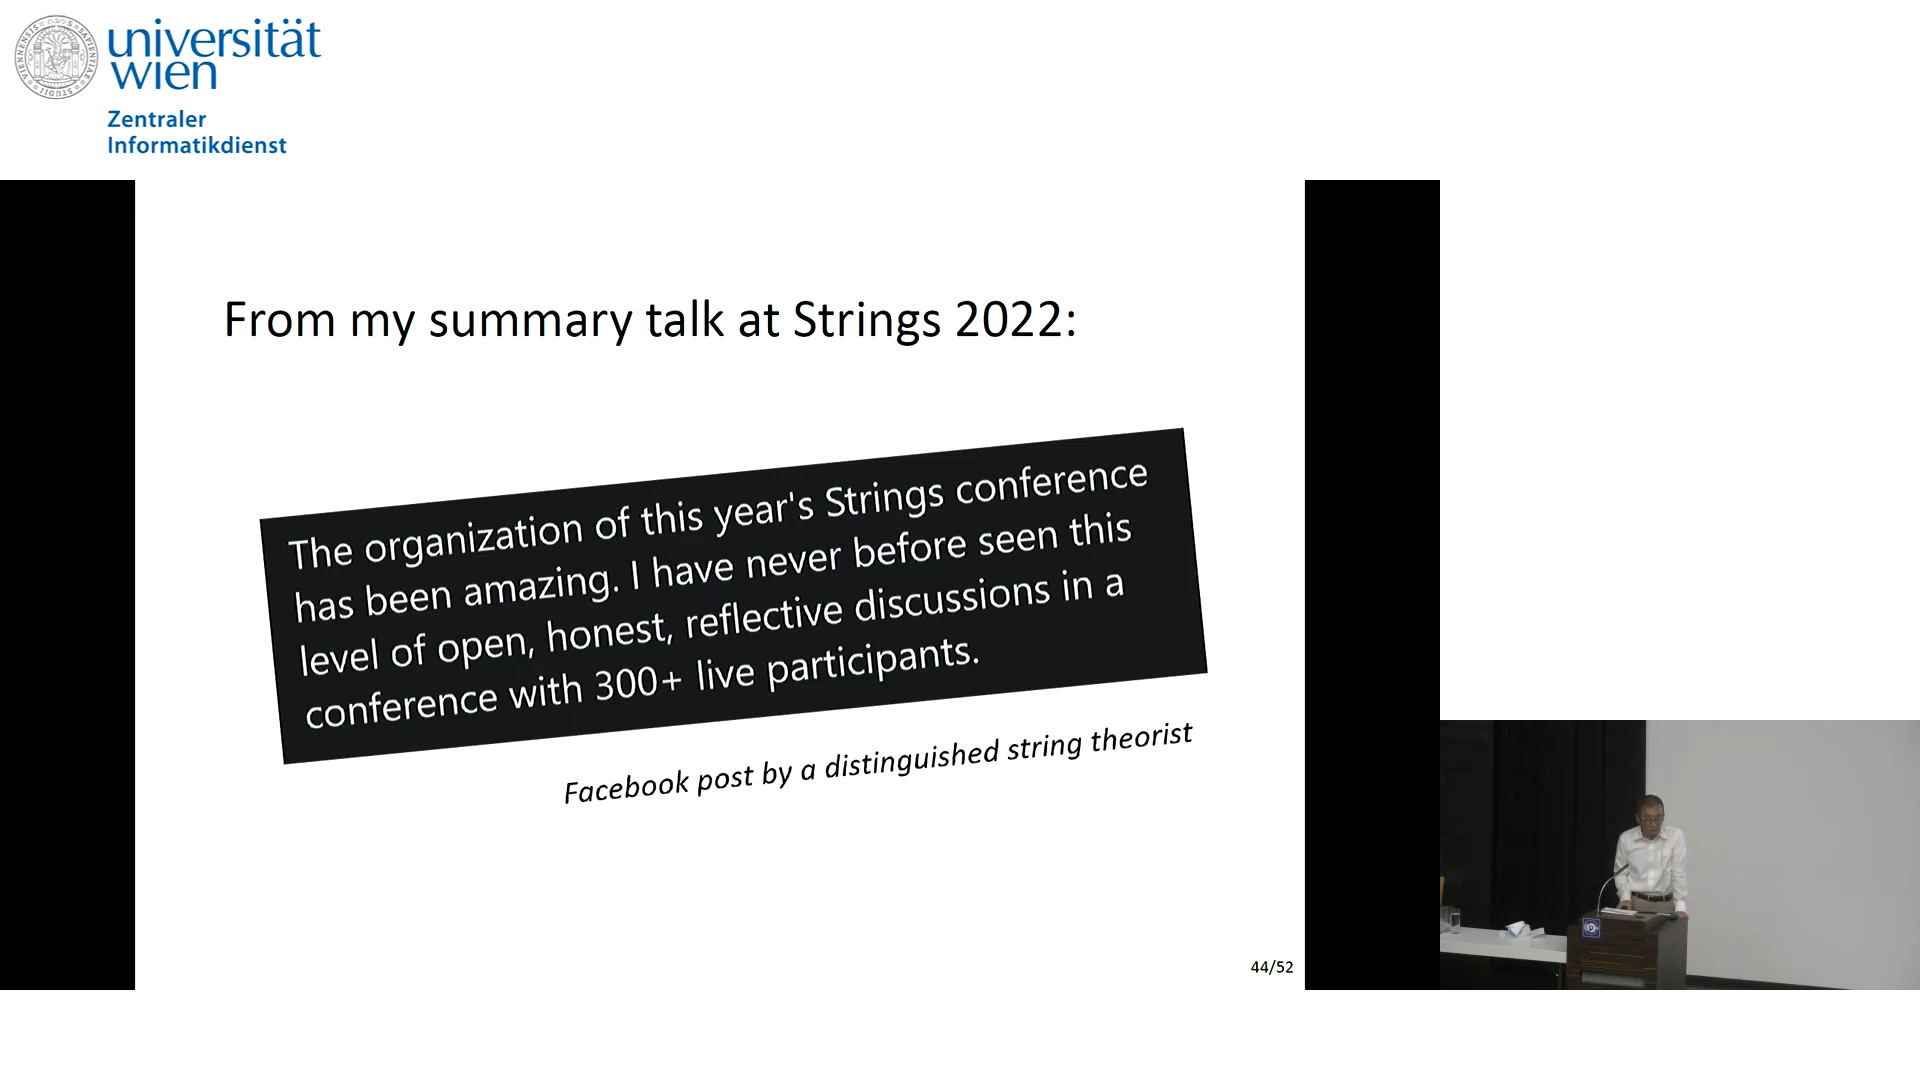 universität
wien
Zentraler
Informatikdienst
From my summary talk at Strings 2022:
The organization of this year's Strings conference
has been amazing. I have never before seen this
level of open, honest, reflective discussions in a
conference with 300+ live participants.
Facebook post by a distinguished string theorist
44/52